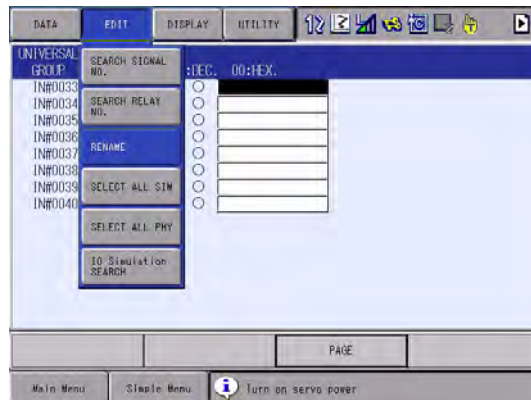 DATA EDIT DISPLAY UTILITY
UNIVERSAL
GROUP :DEC. 00:HEX.
IN#0033
IN#0034
IN#0035
IN#0036
IN#0037
IN#0038
IN#0039
IN#0040
SEARCH SIGNAL
NO.
SEARCH RELAY
NO.
RENAME
SELECT ALL SIM
SELECT ALL PHY
IO Simulation
SEARCH
PAGE
Main Menu Simple Menu Turn on servo power